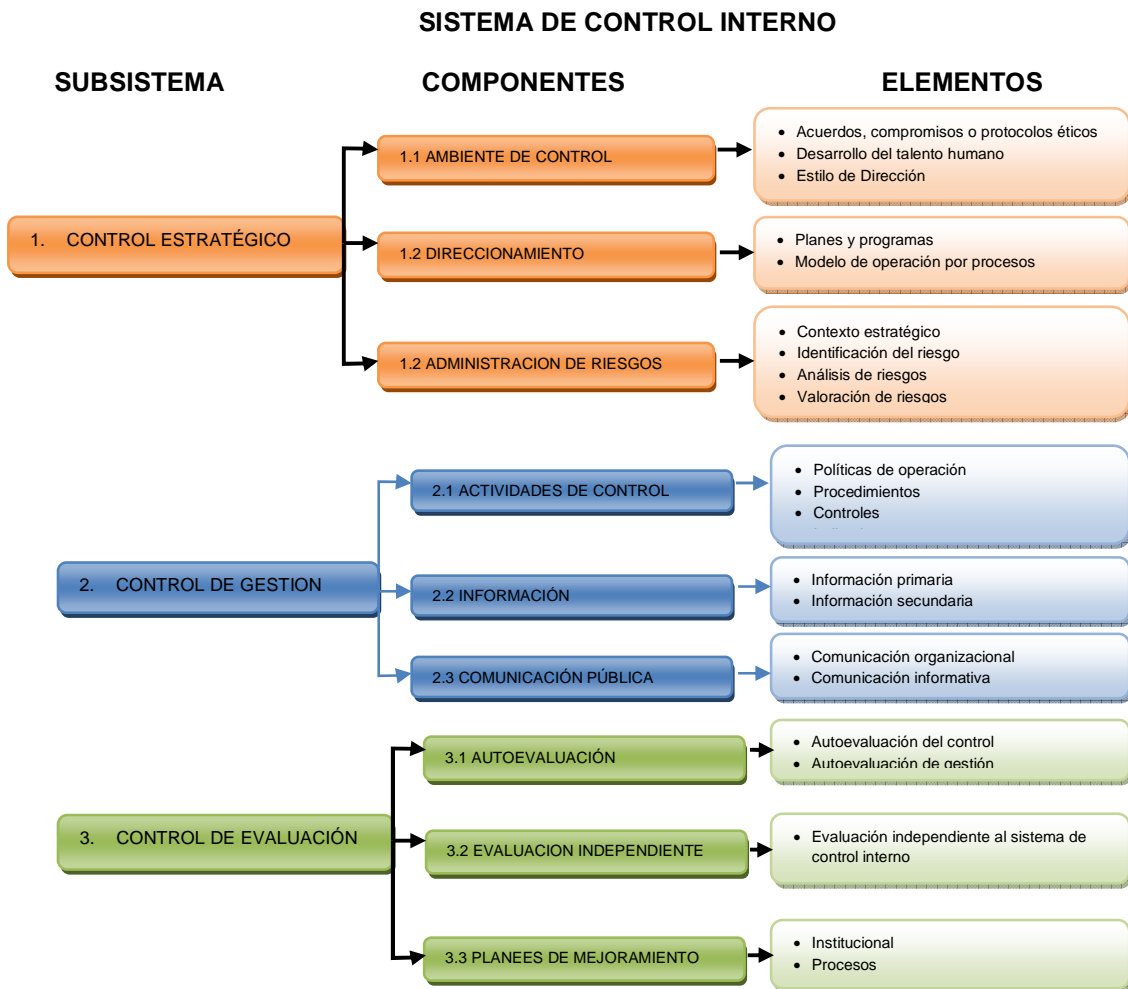 SISTEMA DE CONTROL INTERNO
SUBSISTEMA
COMPONENTES
ELEMENTOS
1. CONTROL ESTRATÉGICO
1.1 AMBIENTE DE CONTROL
• Acuerdos, compromisos o protocolos éticos
• Desarrollo del talento humano
• Estilo de Dirección
1.2 DIRECCIONAMIENTO
• Planes y programas
• Modelo de operación por procesos
1.2 ADMINISTRACION DE RIESGOS
• Contexto estratégico
• Identificación del riesgo
• Análisis de riesgos
• Valoración de riesgos
2. CONTROL DE GESTION
2.1 ACTIVIDADES DE CONTROL
• Políticas de operación
• Procedimientos
• Controles
2.2 INFORMACIÓN
• Información primaria
• Información secundaria
2.3 COMUNICACIÓN PÚBLICA
• Comunicación organizacional
• Comunicación informativa
3. CONTROL DE EVALUACIÓN
3.1 AUTOEVALUACIÓN
• Autoevaluación del control
• Autoevaluación de gestión
3.2 EVALUACION INDEPENDIENTE
• Evaluación independiente al sistema de
control interno
3.3 PLANEES DE MEJORAMIENTO
• Institucional
• Procesos